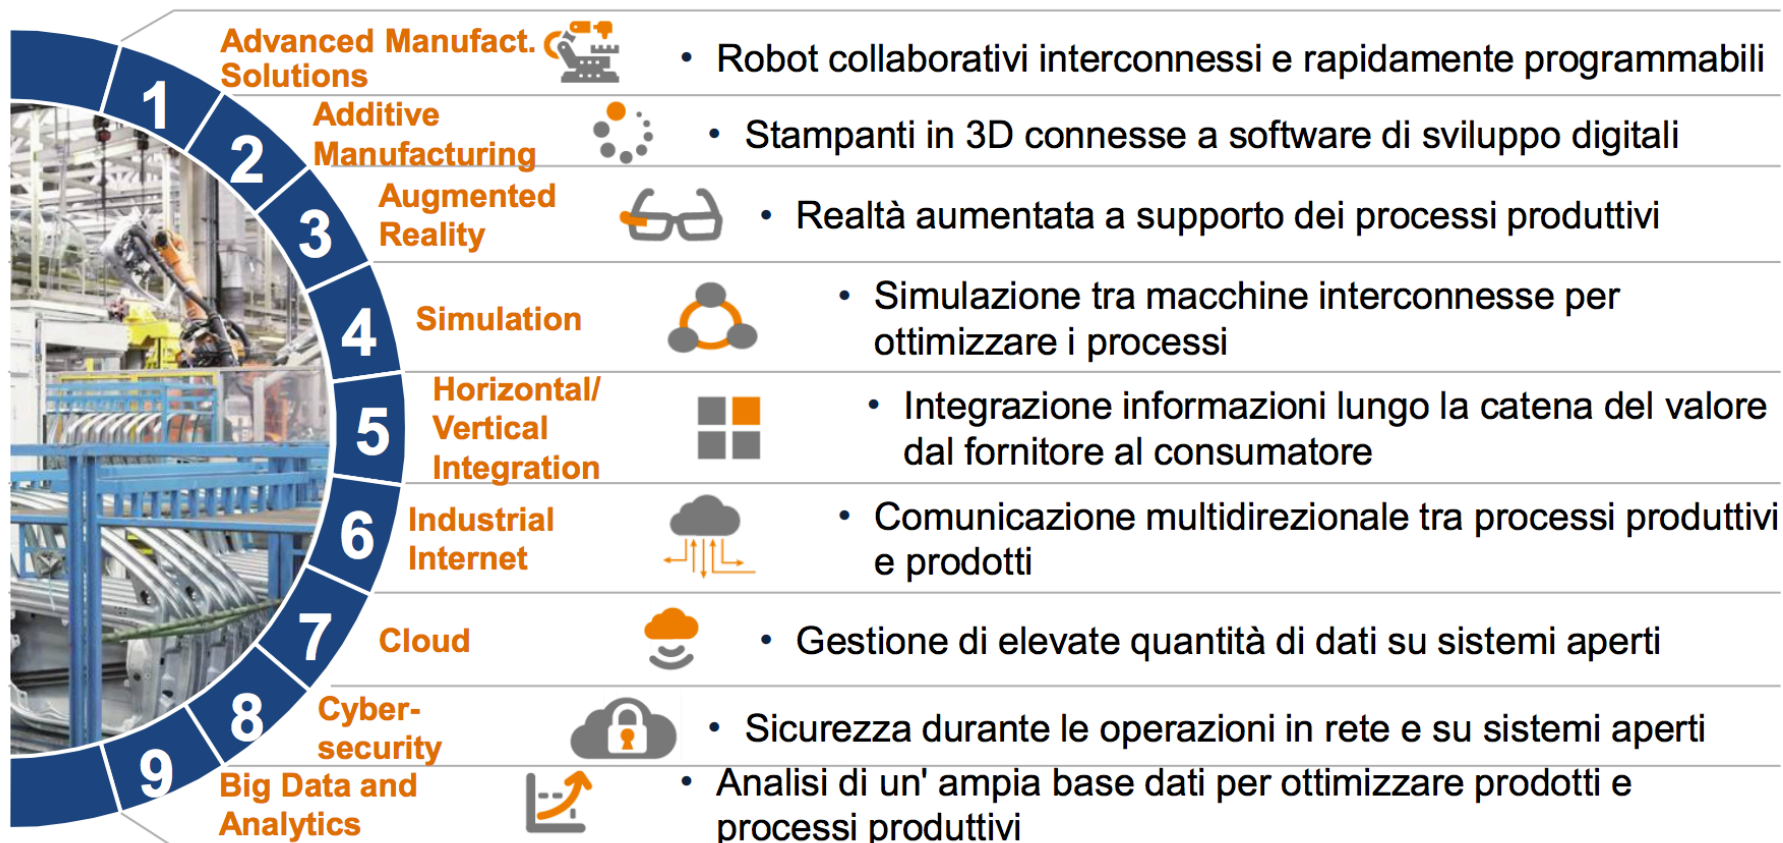 1
Advanced Manufact.
Solutions
• Robot collaborativi interconnessi e rapidamente programmabili
2
Additive
Manufacturing
• Stampanti in 3D connesse a software di sviluppo digitali
3
Augmented
Reality
• Realtà aumentata a supporto dei processi produttivi
4
Simulation
• Simulazione tra macchine interconnesse per
ottimizzare i processi
5
Horizontal/
Vertical
Integration
• Integrazione informazioni lungo la catena del valore
dal fornitore al consumatore
6
Industrial
Internet
• Comunicazione multidirezionale tra processi produttivi
e prodotti
7
Cloud
• Gestione di elevate quantità di dati su sistemi aperti
8
Cyber-
security
• Sicurezza durante le operazioni in rete e su sistemi aperti
9
Big Data and
Analytics
• Analisi di un' ampia base dati per ottimizzare prodotti e
processi produttivi